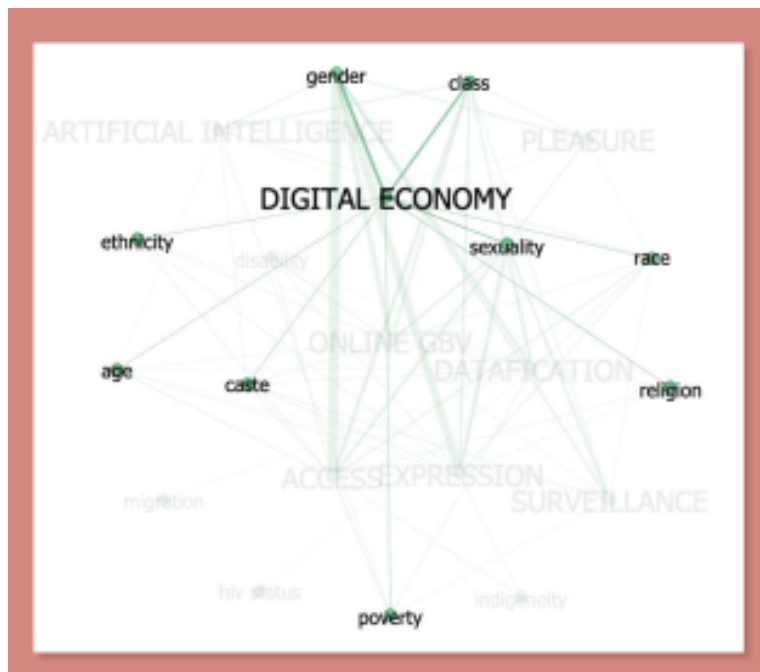 gender
class
ARTIFICIAL INTELLIGENCE
PLEASURE
DIGITAL ECONOMY
ethnicity
sexuality
disability
race
ONLINE GBV
DATAFICATION
age
caste
religion
ACCESS
EXPRESSION
migration
SURVEILLANCE
hiv status
indigeneity
poverty